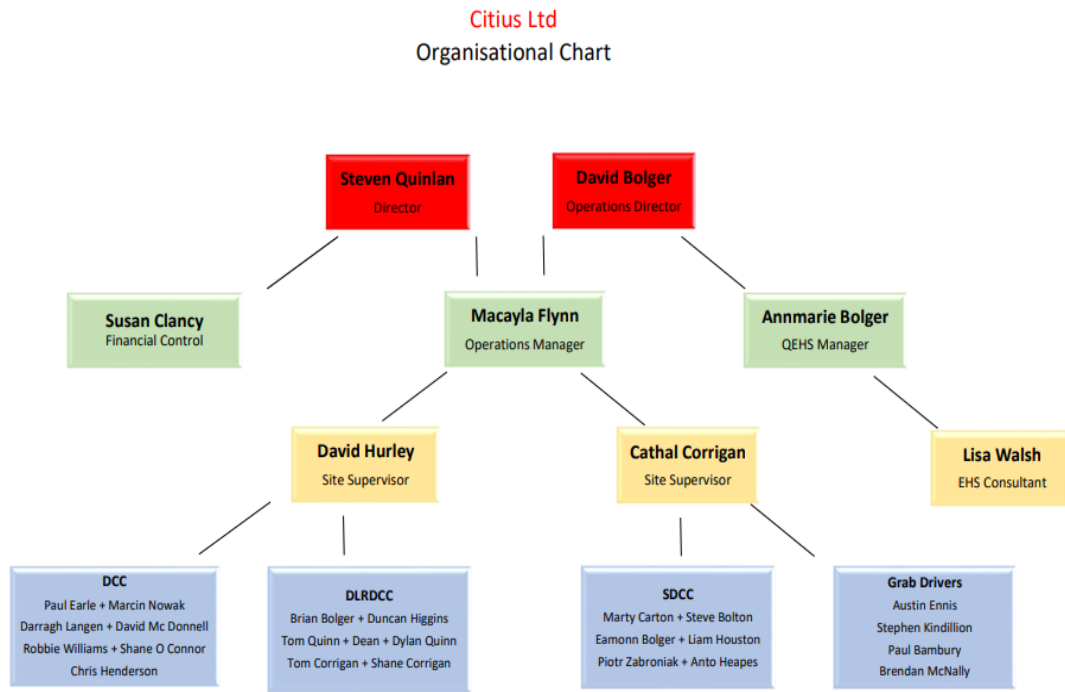 Citius Ltd
Organisational Chart
Steven Quinlan
Director
David Bolger
Operations Director
Susan Clancy
Financial Control
Macayla Flynn
Operations Manager
Annmarie Bolger
QEHS Manager
David Hurley
Site Supervisor
Cathal Corrigan
Site Supervisor
Lisa Walsh
EHS Consultant
DCC
Paul Earle + Marcin Nowak
Darragh Langen + David Mc Donnell
Robbie Williams + Shane O Connor
Chris Henderson
DLRDCC
Brian Bolger + Duncan Higgins
Tom Quinn + Dean + Dylan Quinn
Tom Corrigan + Shane Corrigan
SDCC
Marty Carton + Steve Bolton
Eamonn Bolger + Liam Houston
Piotr Zabroniak + Anto Heapes
Grab Drivers
Austin Ennis
Stephen Kindillion
Paul Bambury
Brendan McNally